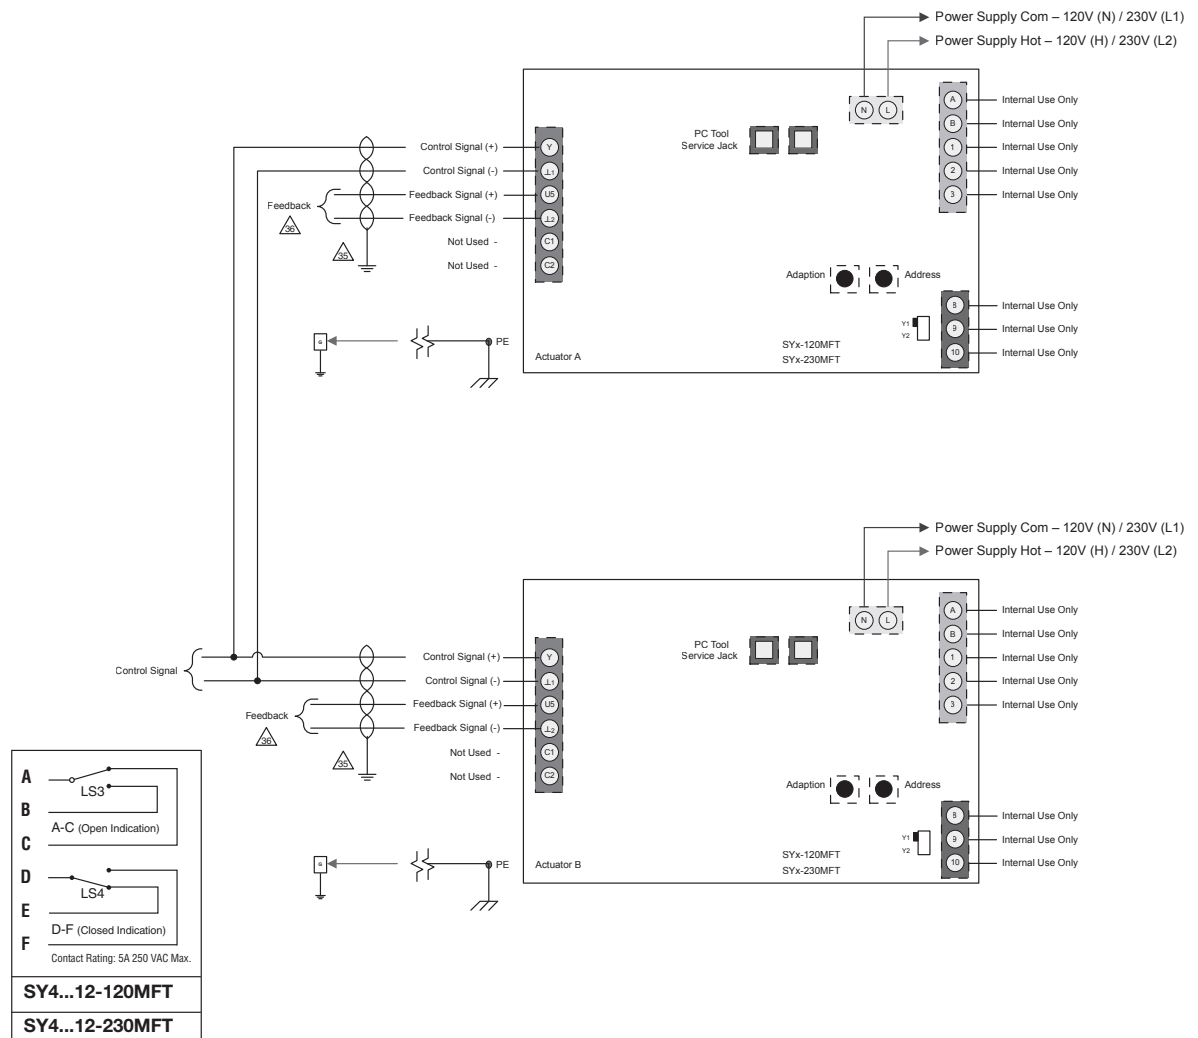 Power Supply Com – 120V (N) / 230V (L1)
Power Supply Hot – 120V (H) / 230V (L2)
N L
A Internal Use Only
B Internal Use Only
1 Internal Use Only
2 Internal Use Only
3 Internal Use Only
PC Tool
Service Jack
Control Signal (+) Y
Control Signal (-) ⊥1
Feedback Signal (+) U5
Feedback Signal (-) ⊥2
Not Used - C1
Not Used - C2
Feedback
36
35
Adaption Address
8 Internal Use Only
9 Internal Use Only
10 Internal Use Only
Y1
Y2
SYx-120MFT
SYx-230MFT
PE
Actuator A
Power Supply Com – 120V (N) / 230V (L1)
Power Supply Hot – 120V (H) / 230V (L2)
N L
A Internal Use Only
B Internal Use Only
1 Internal Use Only
2 Internal Use Only
3 Internal Use Only
PC Tool
Service Jack
Control Signal
Control Signal (+) Y
Control Signal (-) ⊥1
Feedback Signal (+) U5
Feedback Signal (-) ⊥2
Not Used - C1
Not Used - C2
Feedback
36
35
Adaption Address
8 Internal Use Only
9 Internal Use Only
10 Internal Use Only
Y1
Y2
SYx-120MFT
SYx-230MFT
PE
Actuator B
A
LS3
B
A-C (Open Indication)
C
D
LS4
E
D-F (Closed Indication)
F
Contact Rating: 5A 250 VAC Max.
SY4...12-120MFT
SY4...12-230MFT